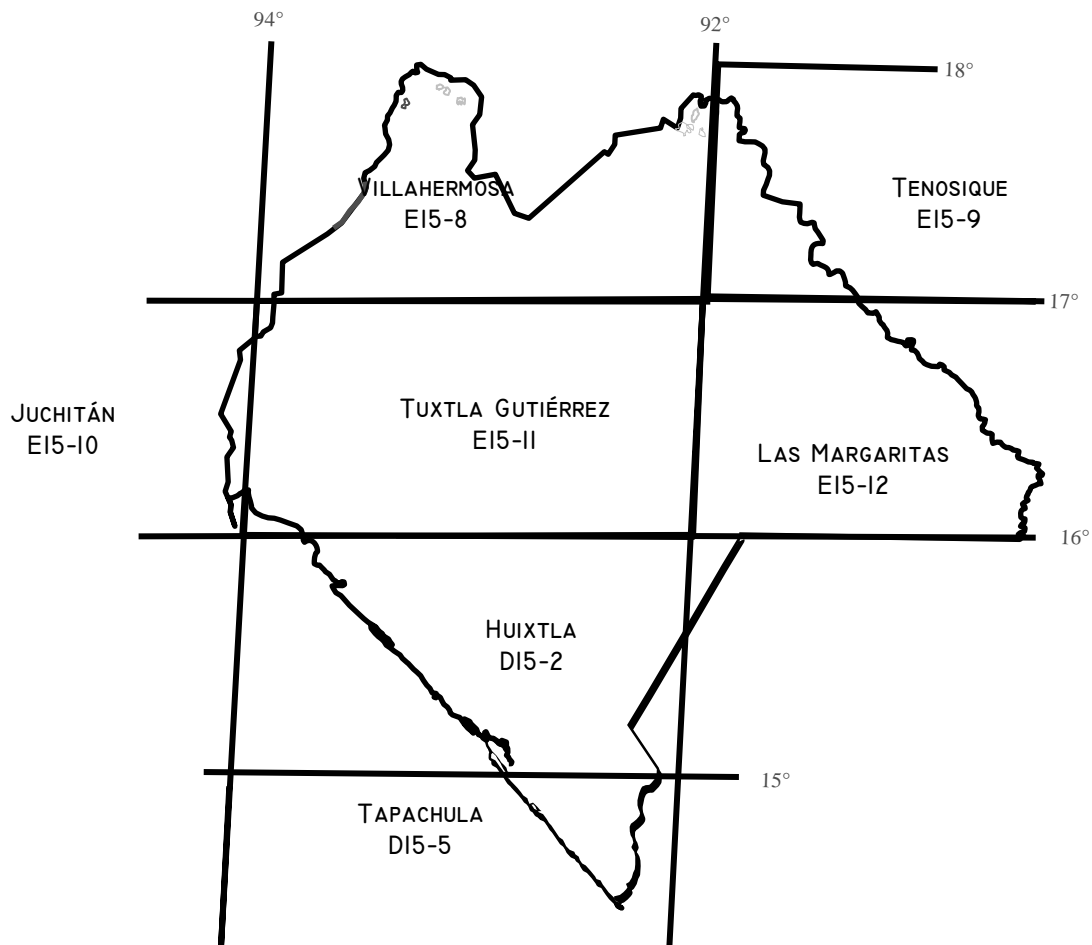 94°
92°
18°
Villahermosa
E15-8
Tenosique
E15-9
17°
Juchitán
E15-10
Tuxtla Gutiérrez
E15-11
Las Margaritas
E15-12
16°
Huixtla
D15-2
15°
Tapachula
D15-5